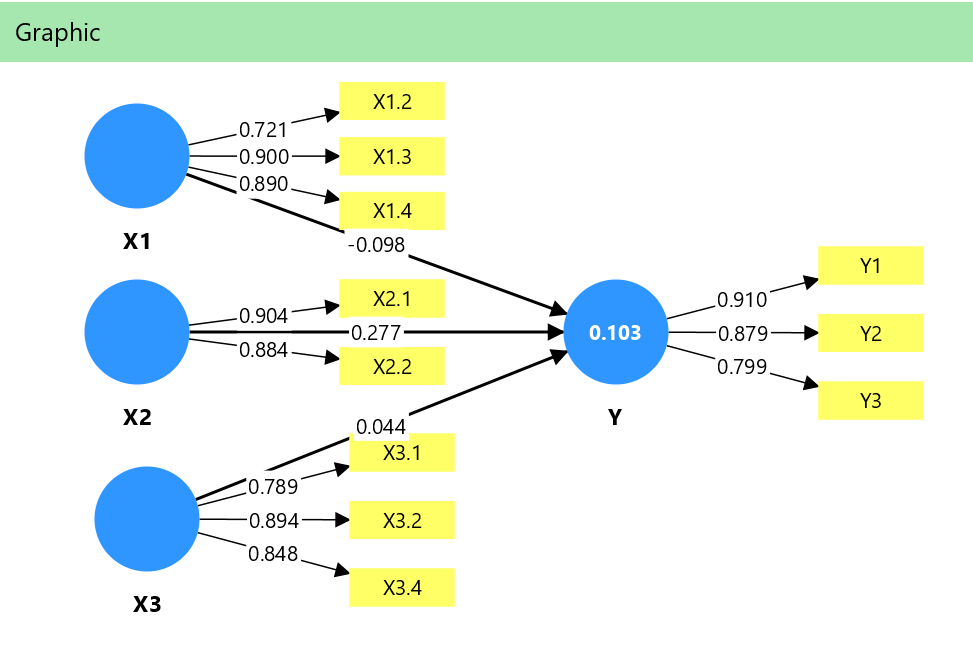 Graphic
X1.2
0.721
0.900
X1.3
0.890
X1.4
X1
-0.098
X2.1
0.904
0.277
0.884
X2.2
X2
0.103
Y
0.910
Y1
0.879
Y2
0.799
Y3
0.044
X3.1
0.789
0.894
X3.2
0.848
X3.4
X3